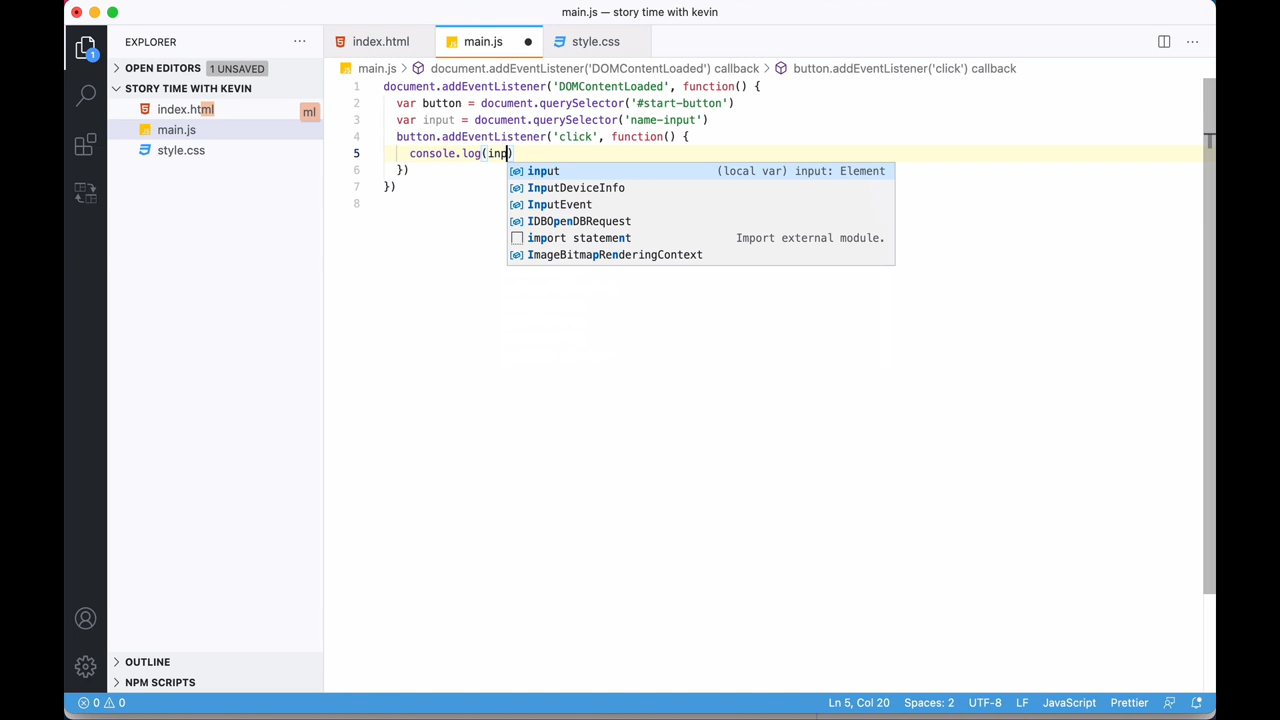 main.js — story time with kevin
EXPLORER
index.html
main.js
style.css
OPEN EDITORS 1 UNSAVED
main.js
document.addEventListener('DOMContentLoaded') callback
button.addEventListener('click') callback
STORY TIME WITH KEVIN
index.html
ml
main.js
style.css
1 document.addEventListener('DOMContentLoaded', function() {
2 var button = document.querySelector('#start-button')
3 var input = document.querySelector('name-input')
4 button.addEventListener('click', function() {
5 console.log(inp)
6 })
7 })
8
input (local var) input: Element
InputDeviceInfo
InputEvent
IDBOpenDBRequest
import statement Import external module.
ImageBitmapRenderingContext
1
OUTLINE
NPM SCRIPTS
0 0
Ln 5, Col 20
Spaces: 2
UTF-8
LF
JavaScript
Prettier